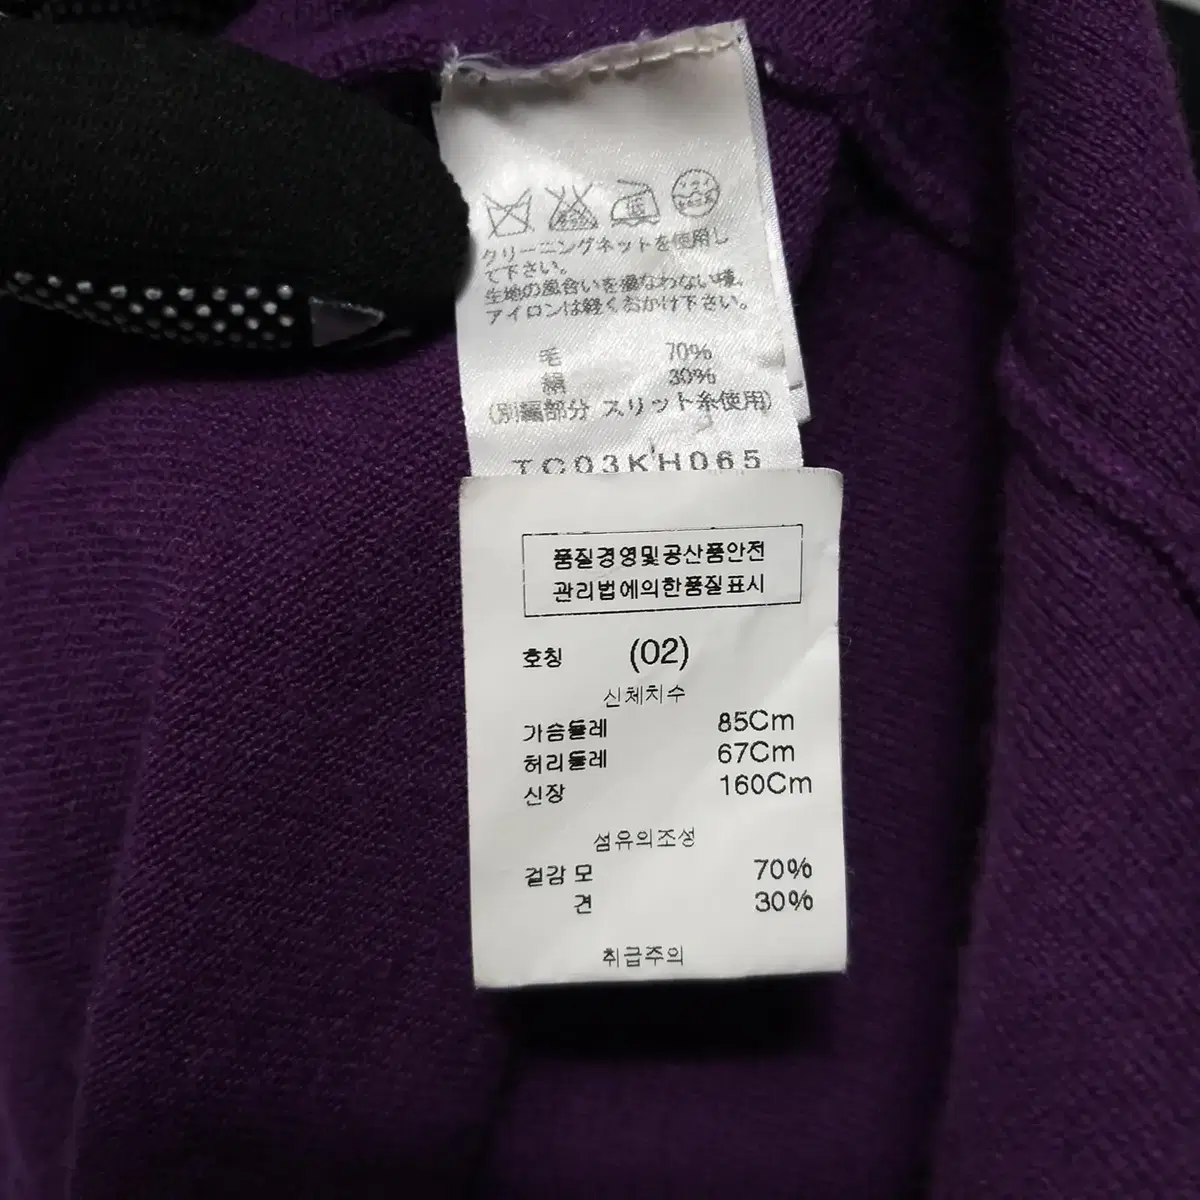 クリーニングネットを使用し
て下さい。
生地の風合いを損なわない様、
アイロンは軽くおかけ下さい。
毛 70%
絹 30%
(別編部分 スリット糸使用)
TC03KH065
품질경영및공산품안전
관리법에의한품질표시
호칭 (02)
신체치수
가슴둘레 85Cm
허리둘레 67Cm
신장 160Cm
섬유의조성
겉감 모 70%
견 30%
취급주의